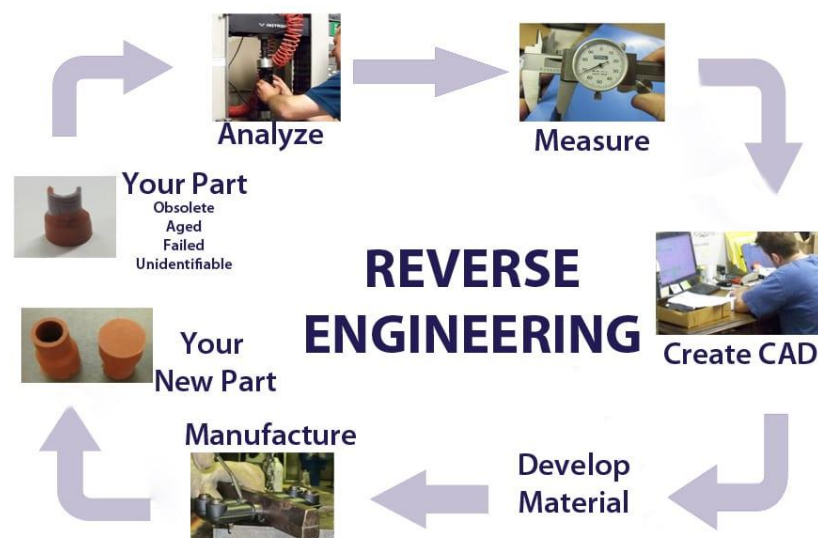 Analyze
Measure
Your Part
Obsolete
Aged
Failed
Unidentifiable
REVERSE
ENGINEERING
Create CAD
Your
New Part
Manufacture
Develop
Material